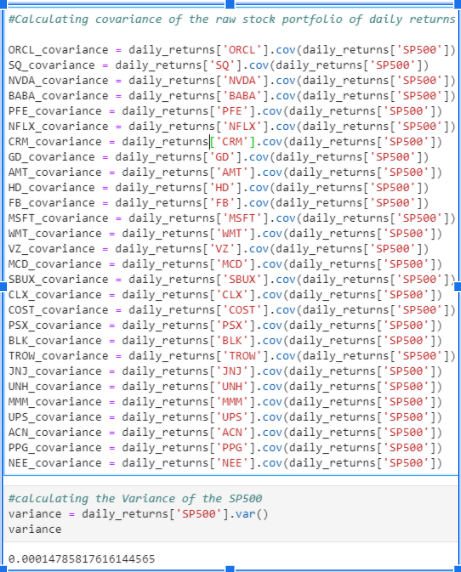 #Calculating covariance of the raw stock portfolio of daily returns
ORCL_covariance = daily_returns['ORCL'].cov(daily_returns['SP500'])
SQ_covariance = daily_returns['SQ'].cov(daily_returns['SP500'])
NVDA_covariance = daily_returns['NVDA'].cov(daily_returns['SP500'])
BABA_covariance = daily_returns['BABA'].cov(daily_returns['SP500'])
PFE_covariance = daily_returns['PFE'].cov(daily_returns['SP500'])
NFLX_covariance = daily_returns['NFLX'].cov(daily_returns['SP500'])
CRM_covariance = daily_returns['CRM'].cov(daily_returns['SP500'])
GD_covariance = daily_returns['GD'].cov(daily_returns['SP500'])
AMT_covariance = daily_returns['AMT'].cov(daily_returns['SP500'])
HD_covariance = daily_returns['HD'].cov(daily_returns['SP500'])
FB_covariance = daily_returns['FB'].cov(daily_returns['SP500'])
MSFT_covariance = daily_returns['MSFT'].cov(daily_returns['SP500'])
WMT_covariance = daily_returns['WMT'].cov(daily_returns['SP500'])
VZ_covariance = daily_returns['VZ'].cov(daily_returns['SP500'])
MCD_covariance = daily_returns['MCD'].cov(daily_returns['SP500'])
SBUX_covariance = daily_returns['SBUX'].cov(daily_returns['SP500'])
CLX_covariance = daily_returns['CLX'].cov(daily_returns['SP500'])
COST_covariance = daily_returns['COST'].cov(daily_returns['SP500'])
PSX_covariance = daily_returns['PSX'].cov(daily_returns['SP500'])
BLK_covariance = daily_returns['BLK'].cov(daily_returns['SP500'])
TROW_covariance = daily_returns['TROW'].cov(daily_returns['SP500'])
JNJ_covariance = daily_returns['JNJ'].cov(daily_returns['SP500'])
UNH_covariance = daily_returns['UNH'].cov(daily_returns['SP500'])
MMM_covariance = daily_returns['MMM'].cov(daily_returns['SP500'])
UPS_covariance = daily_returns['UPS'].cov(daily_returns['SP500'])
ACN_covariance = daily_returns['ACN'].cov(daily_returns['SP500'])
PPG_covariance = daily_returns['PPG'].cov(daily_returns['SP500'])
NEE_covariance = daily_returns['NEE'].cov(daily_returns['SP500'])
#calculating the Variance of the SP500
variance = daily_returns['SP500'].var()
variance
0.00014785817616144565